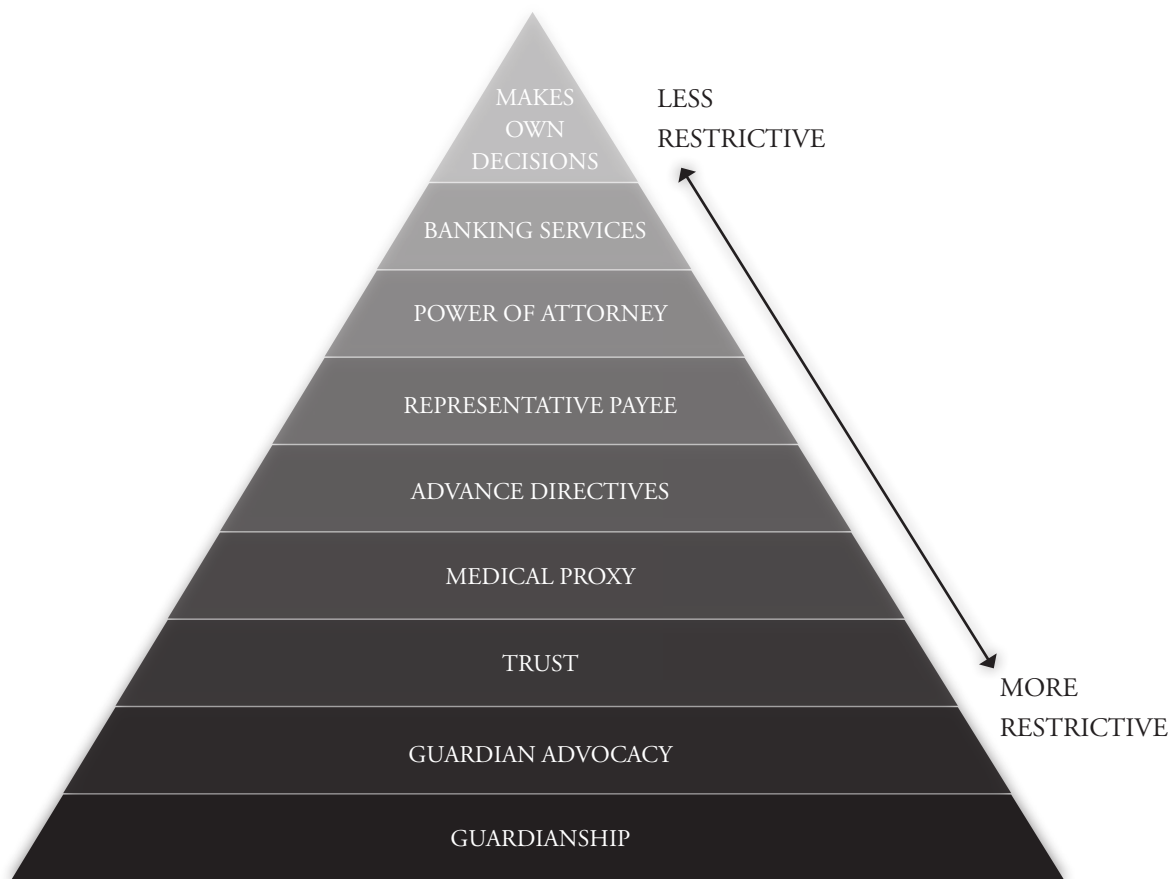 MAKES
OWN
DECISIONS
LESS
RESTRICTIVE
BANKING SERVICES
POWER OF ATTORNEY
REPRESENTATIVE PAYEE
ADVANCE DIRECTIVES
MEDICAL PROXY
TRUST
MORE
RESTRICTIVE
GUARDIAN ADVOCACY
GUARDIANSHIP